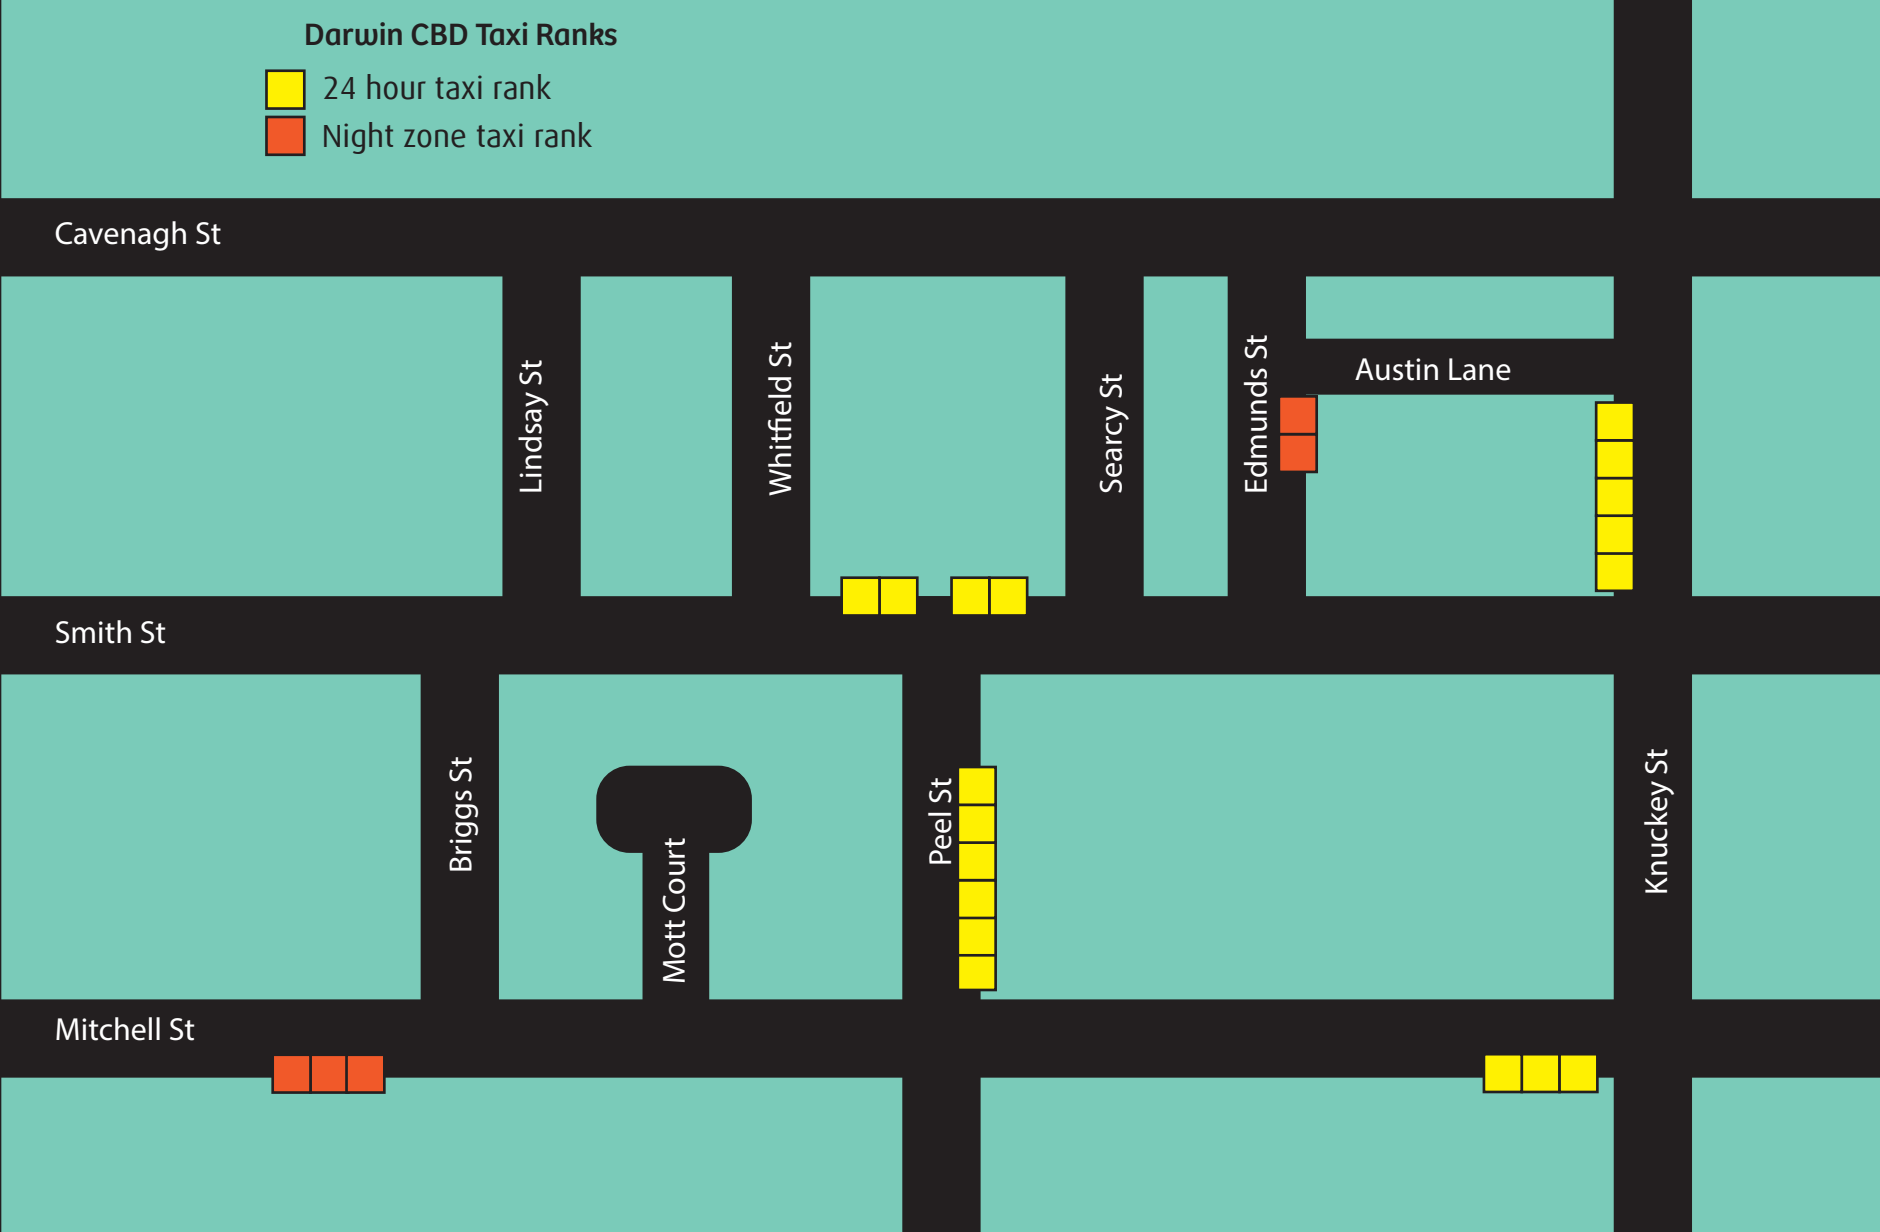 Darwin CBD Taxi Ranks
24 hour taxi rank
Night zone taxi rank
Cavenagh St
Lindsay St
Whitfield St
Searcy St
Edmunds St
Austin Lane
Smith St
Briggs St
Mott Court
Peel St
Knuckey St
Mitchell St